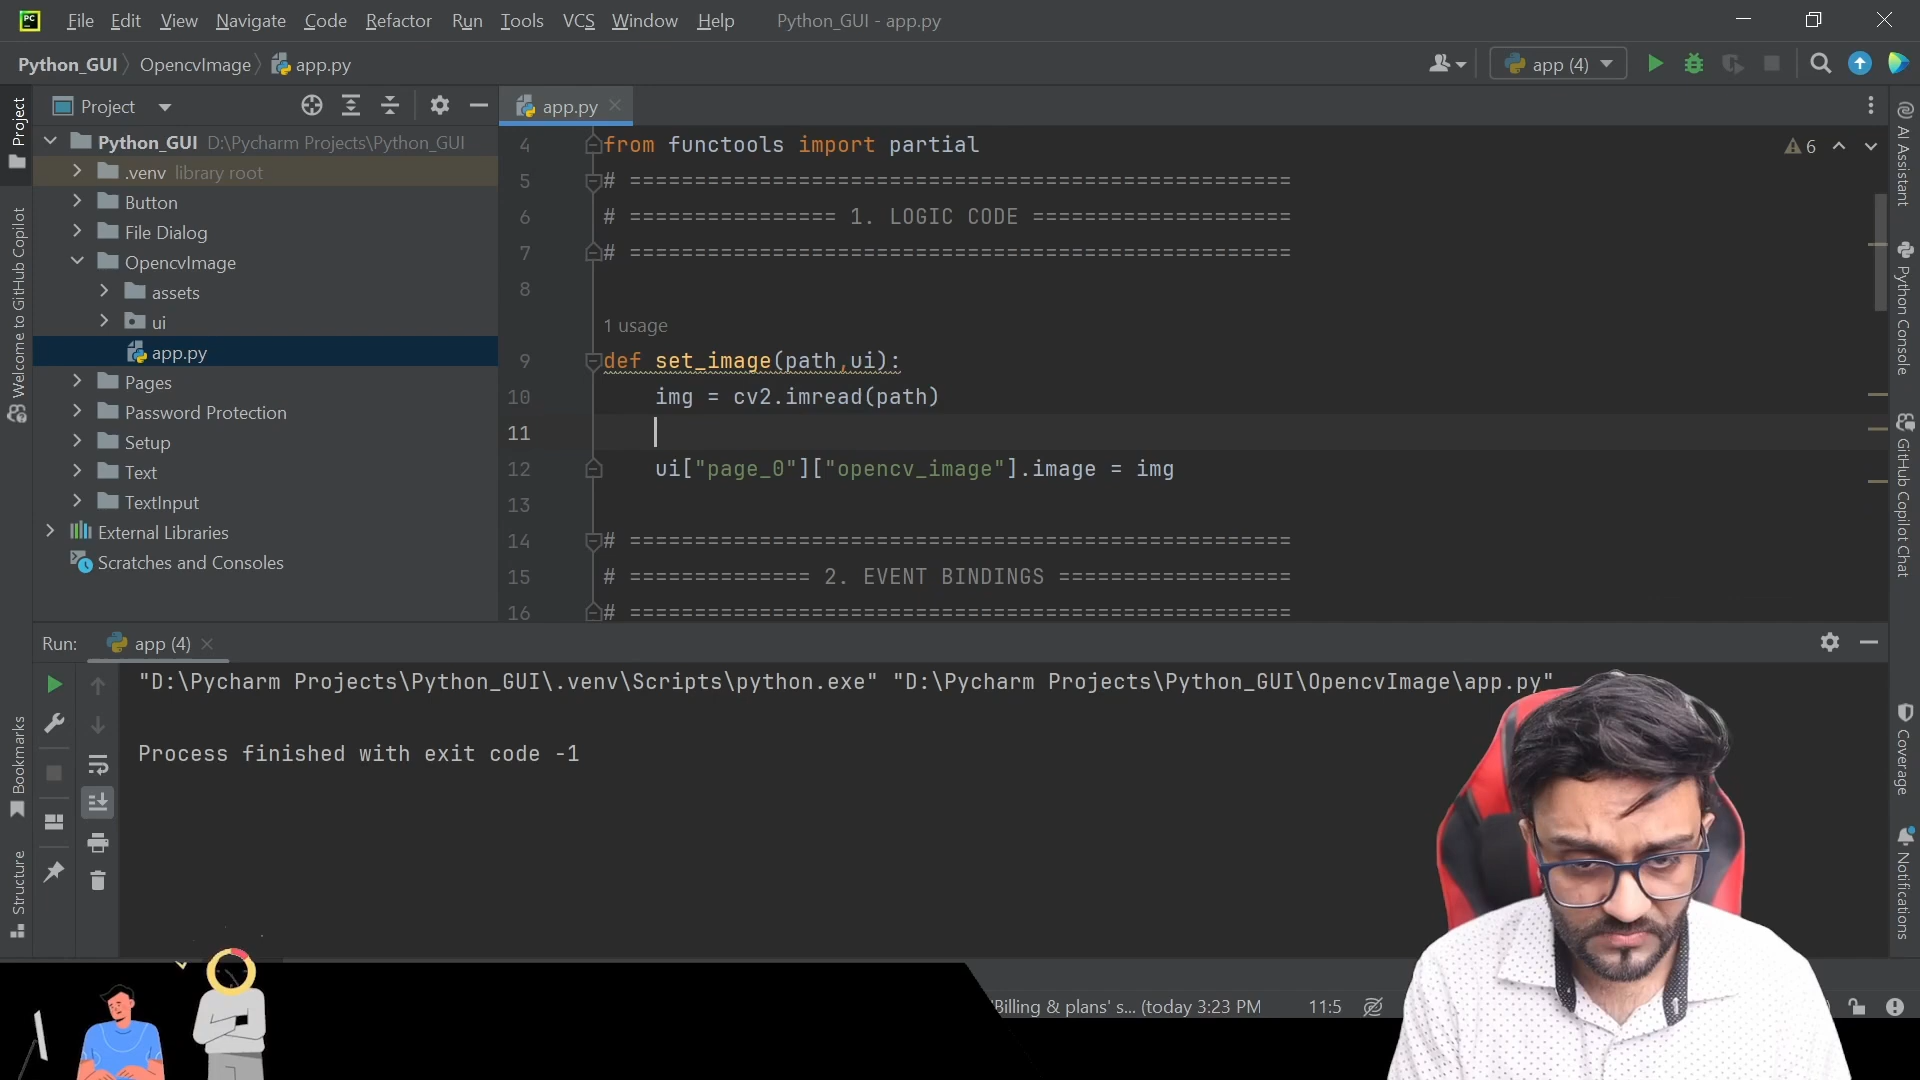 PC File Edit View Navigate Code Refactor Run Tools VCS Window Help Python_GUI - app.py
Python_GUI OpencvImage app.py app (4)
Project
app.py
Python_GUI D:\Pycharm Projects\Python_GUI
.venv library root
Button
File Dialog
OpencvImage
assets
ui
app.py
Pages
Password Protection
Setup
Text
TextInput
External Libraries
Scratches and Consoles
4 from functools import partial
6
5 # ===================================================
6 # ================ 1. LOGIC CODE ====================
7 # ===================================================
8
1 usage
9 def set_image(path,ui):
10 img = cv2.imread(path)
11
12 ui["page_0"]["opencv_image"].image = img
13
14 # ===================================================
15 # ============== 2. EVENT BINDINGS ==================
16 # ===================================================
Run: app (4)
"D:\Pycharm Projects\Python_GUI\.venv\Scripts\python.exe" "D:\Pycharm Projects\Python_GUI\OpencvImage\app.py"
Process finished with exit code -1
'Billing & plans' s... (today 3:23 PM 11:5
Project
Welcome to GitHub Copilot
Bookmarks
Structure
AI Assistant
Python Console
GitHub Copilot Chat
Coverage
Notifications